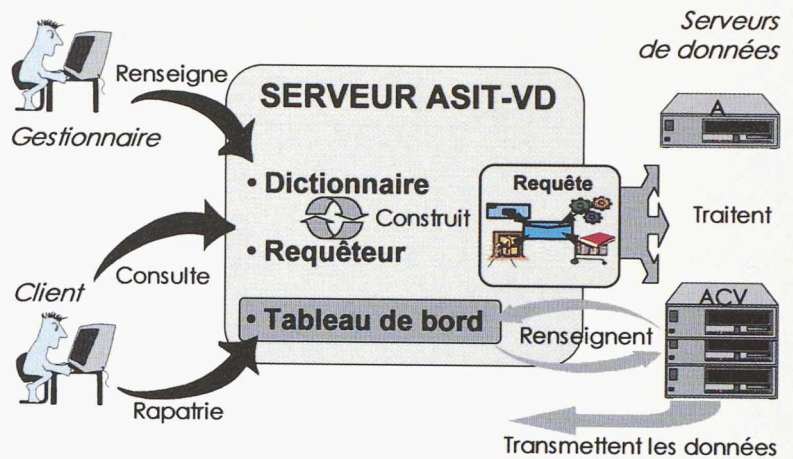 Serveurs
de données
Renseigne
Gestionnaire
SERVEUR ASIT-VD
A
• Dictionnaire
Construit
• Requêteur
Requête
Traitent
Consulte
Client
ACV
• Tableau de bord
Renseignent
Rapatrie
Transmettent les données